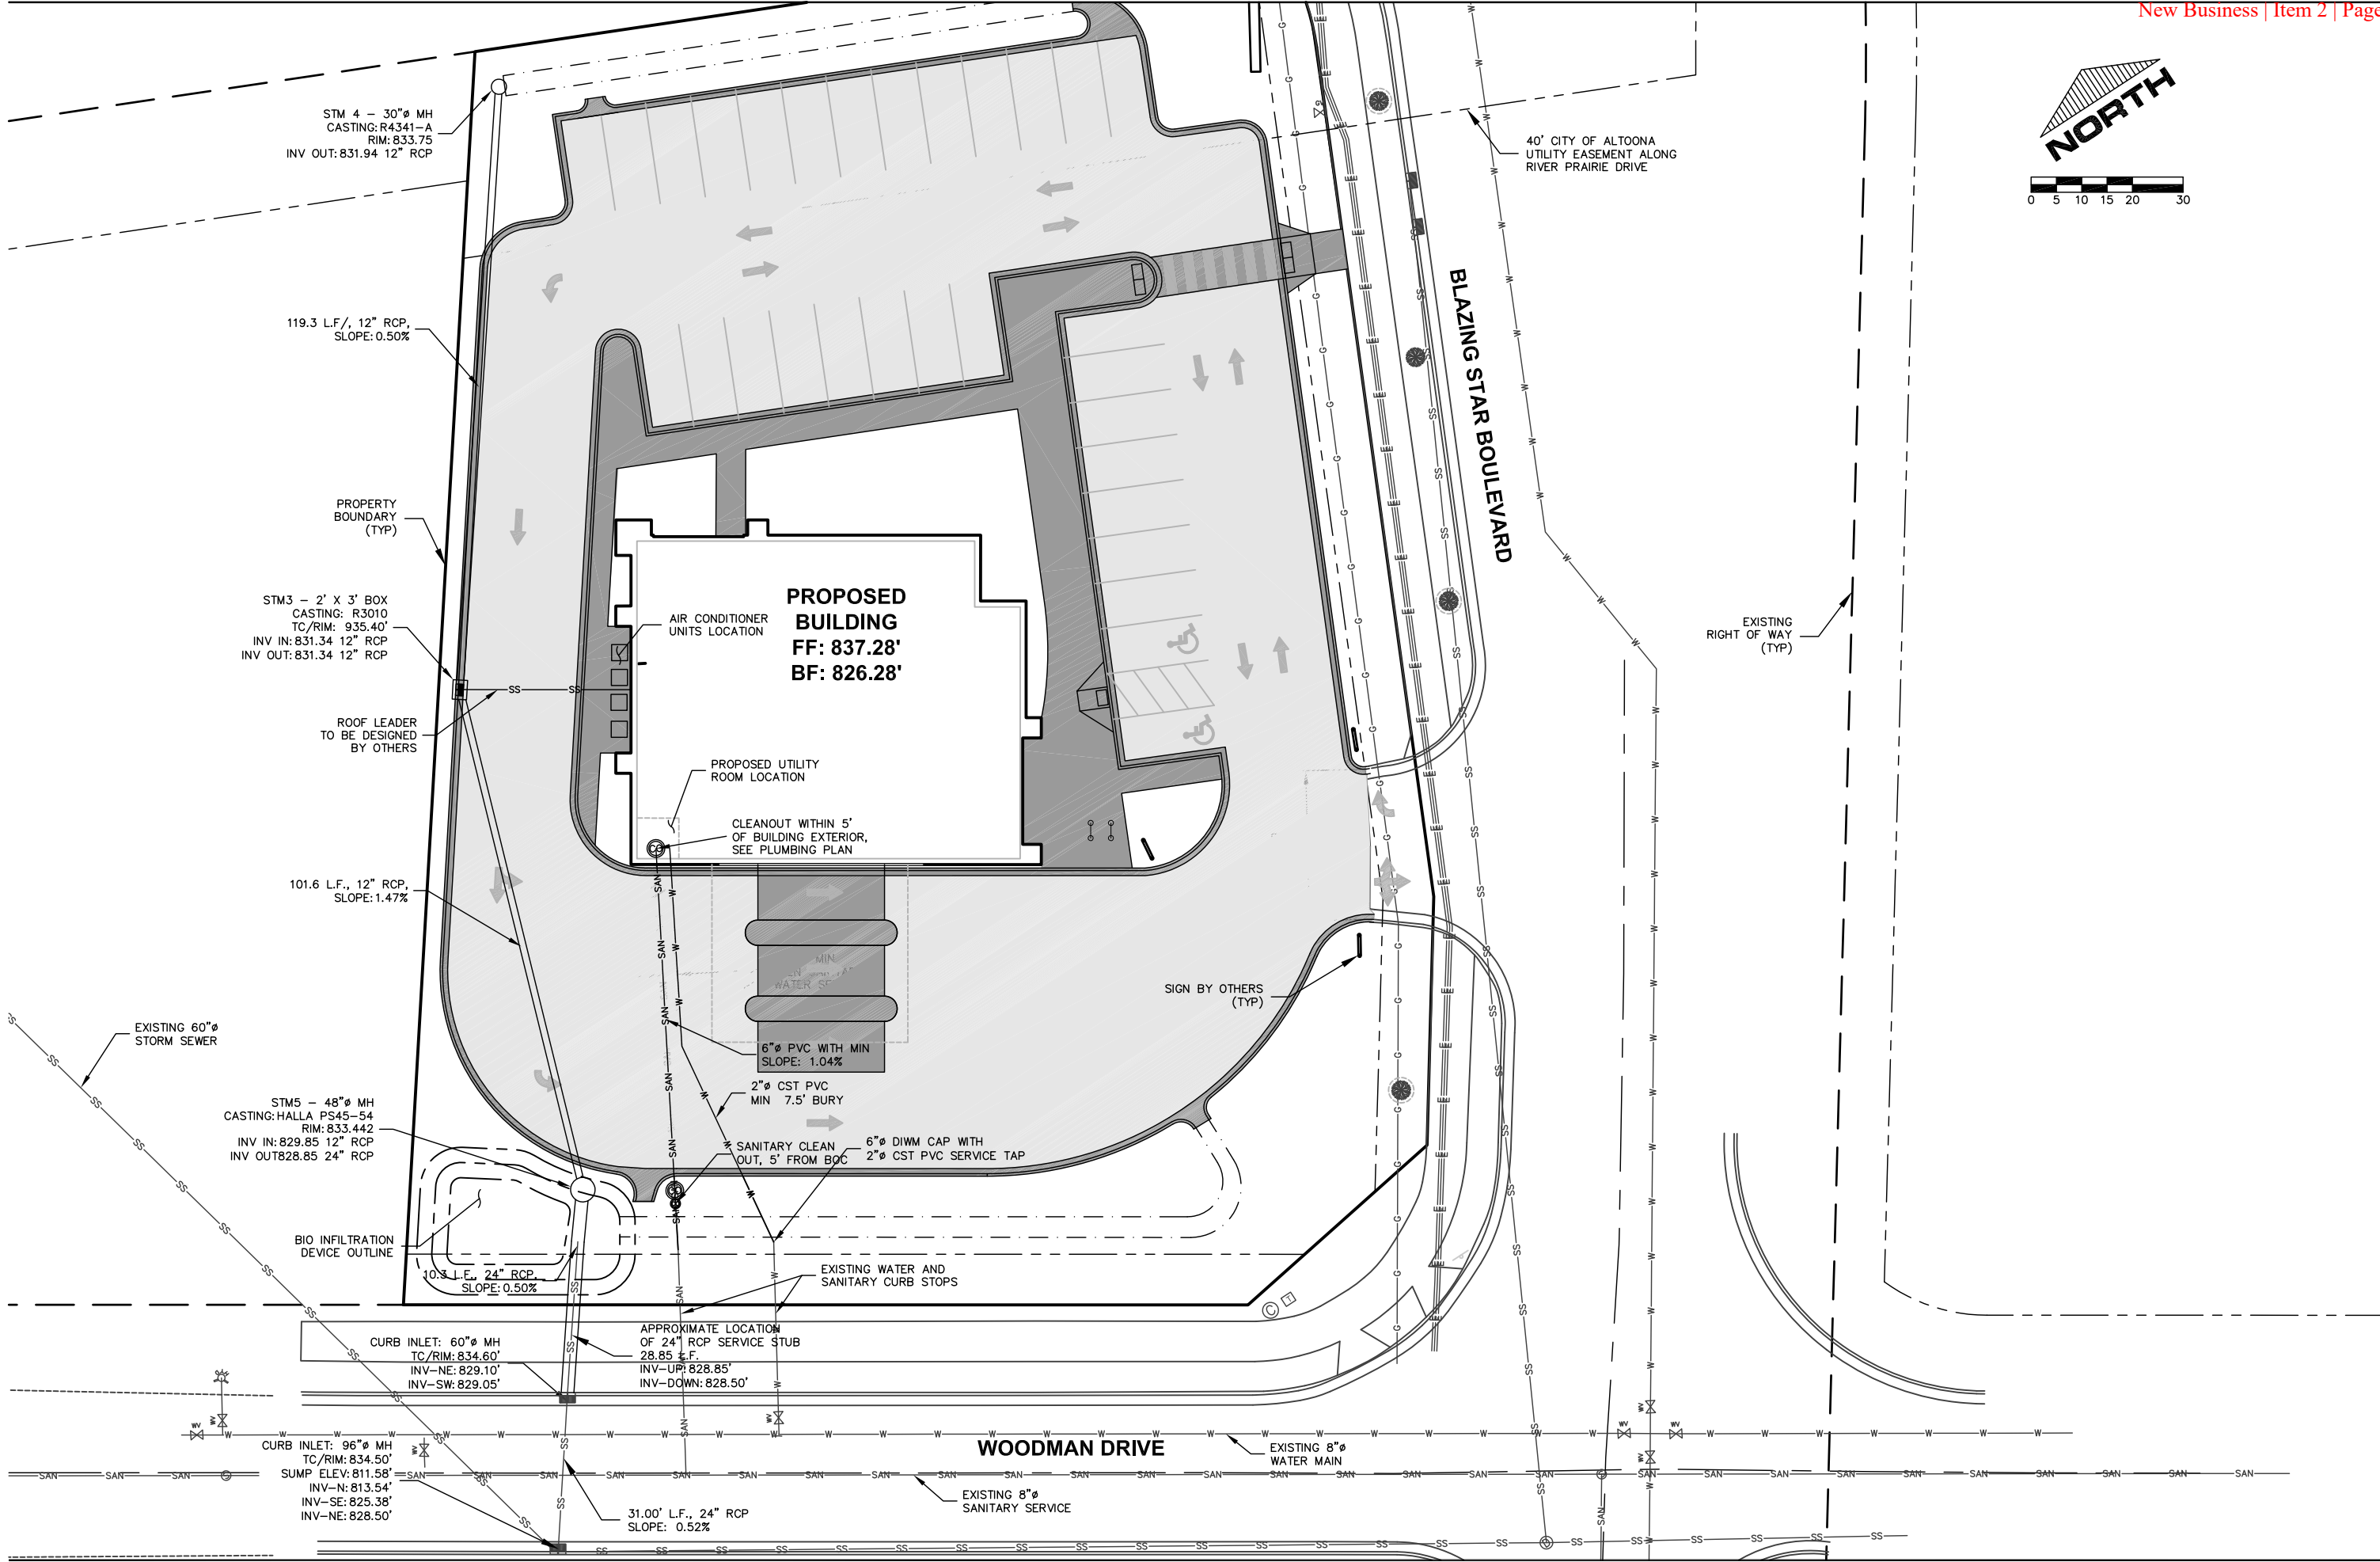 New Business | Item 2 | Page
NORTH
0 5 10 15 20 30
STM 4 – 30"ø MH
CASTING: R4341–A
RIM: 833.75
INV OUT: 831.94 12" RCP
40' CITY OF ALTOONA
UTILITY EASEMENT ALONG
RIVER PRAIRIE DRIVE
119.3 L.F/, 12" RCP,
SLOPE: 0.50%
BLAZING STAR BOULEVARD
PROPERTY
BOUNDARY
(TYP)
STM3 – 2' X 3' BOX
CASTING: R3010
TC/RIM: 935.40'
INV IN: 831.34 12" RCP
INV OUT: 831.34 12" RCP
AIR CONDITIONER
UNITS LOCATION
PROPOSED
BUILDING
FF: 837.28'
BF: 826.28'
EXISTING
RIGHT OF WAY
(TYP)
ROOF LEADER
TO BE DESIGNED
BY OTHERS
PROPOSED UTILITY
ROOM LOCATION
CLEANOUT WITHIN 5'
OF BUILDING EXTERIOR,
SEE PLUMBING PLAN
101.6 L.F., 12" RCP,
SLOPE: 1.47%
SIGN BY OTHERS
(TYP)
EXISTING 60"ø
STORM SEWER
6"ø PVC WITH MIN
SLOPE: 1.04%
2"ø CST PVC
MIN 7.5' BURY
STM5 – 48"ø MH
CASTING: HALLA PS45–54
RIM: 833.442
INV IN: 829.85 12" RCP
INV OUT828.85 24" RCP
SANITARY CLEAN
OUT, 5' FROM BOC
6"ø DIWM CAP WITH
2"ø CST PVC SERVICE TAP
BIO INFILTRATION
DEVICE OUTLINE
10.3 L.F., 24" RCP,
SLOPE: 0.50%
EXISTING WATER AND
SANITARY CURB STOPS
CURB INLET: 60"ø MH
TC/RIM: 834.60'
INV–NE: 829.10'
INV–SW: 829.05'
APPROXIMATE LOCATION
OF 24" RCP SERVICE STUB
28.85 L.F.
INV–UP: 828.85'
INV–DOWN: 828.50'
CURB INLET: 96"ø MH
TC/RIM: 834.50'
SUMP ELEV: 811.58'
INV–N: 813.54'
INV–SE: 825.38'
INV–NE: 828.50'
WOODMAN DRIVE
EXISTING 8"ø
WATER MAIN
EXISTING 8"ø
SANITARY SERVICE
31.00' L.F., 24" RCP
SLOPE: 0.52%